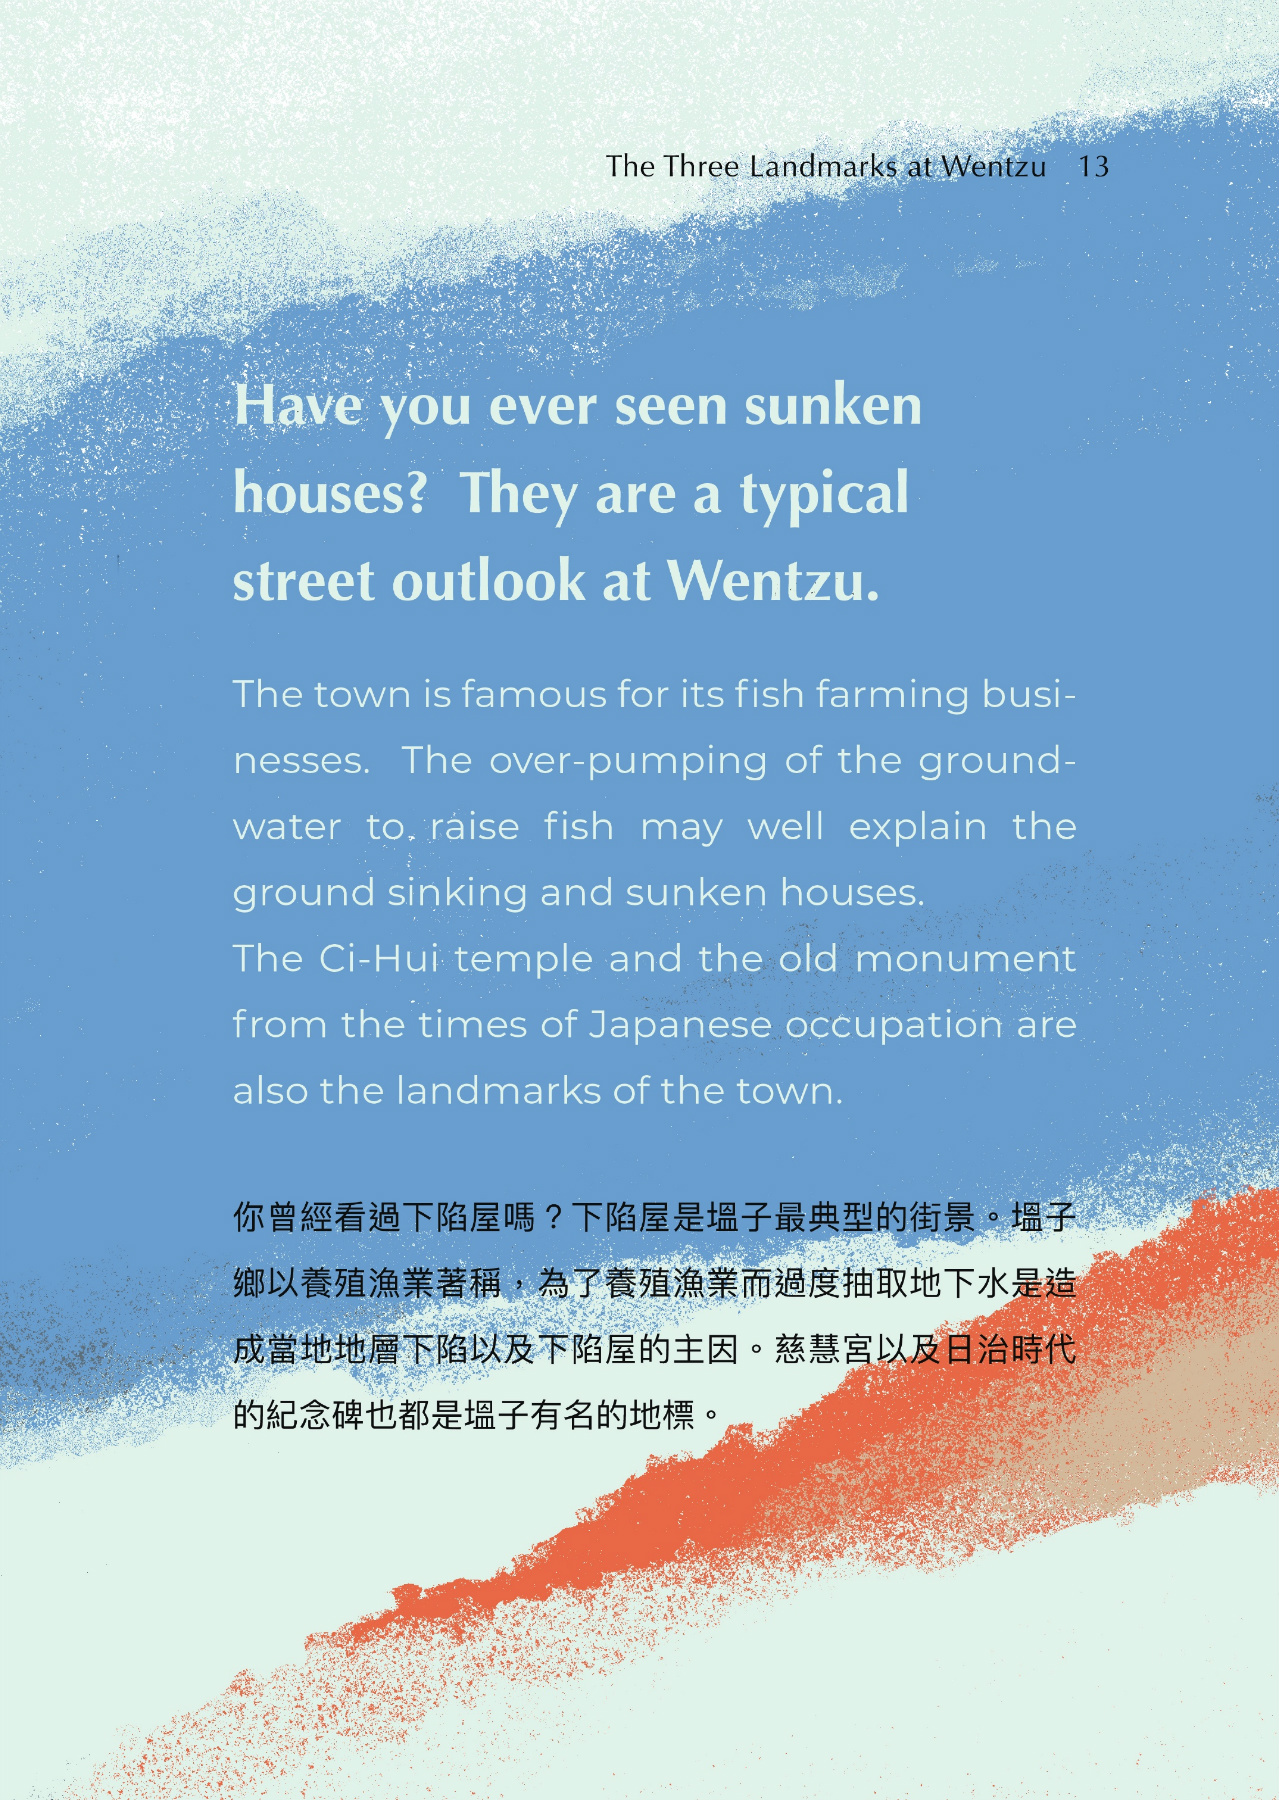 The Three Landmarks at Wentzu 13
Have you ever seen sunken
houses? They are a typical
street outlook at Wentzu.
The town is famous for its fish farming busi-
nesses. The over-pumping of the ground-
water to raise fish may well explain the
ground sinking and sunken houses.
The Ci-Hui temple and the old monument
from the times of Japanese occupation are
also the landmarks of the town.
你曾經看過下陷屋嗎？下陷屋是塭子最典型的街景。塭子
鄉以養殖漁業著稱，為了養殖漁業而過度抽取地下水是造
成當地地層下陷以及下陷屋的主因。慈慧宮以及日治時代
的紀念碑也都是塭子有名的地標。